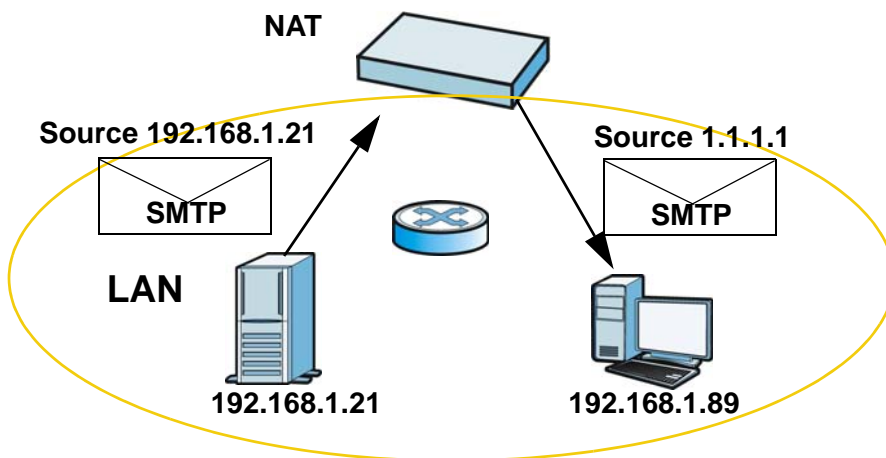 NAT
Source 192.168.1.21
Source 1.1.1.1
SMTP
SMTP
LAN
192.168.1.21
192.168.1.89